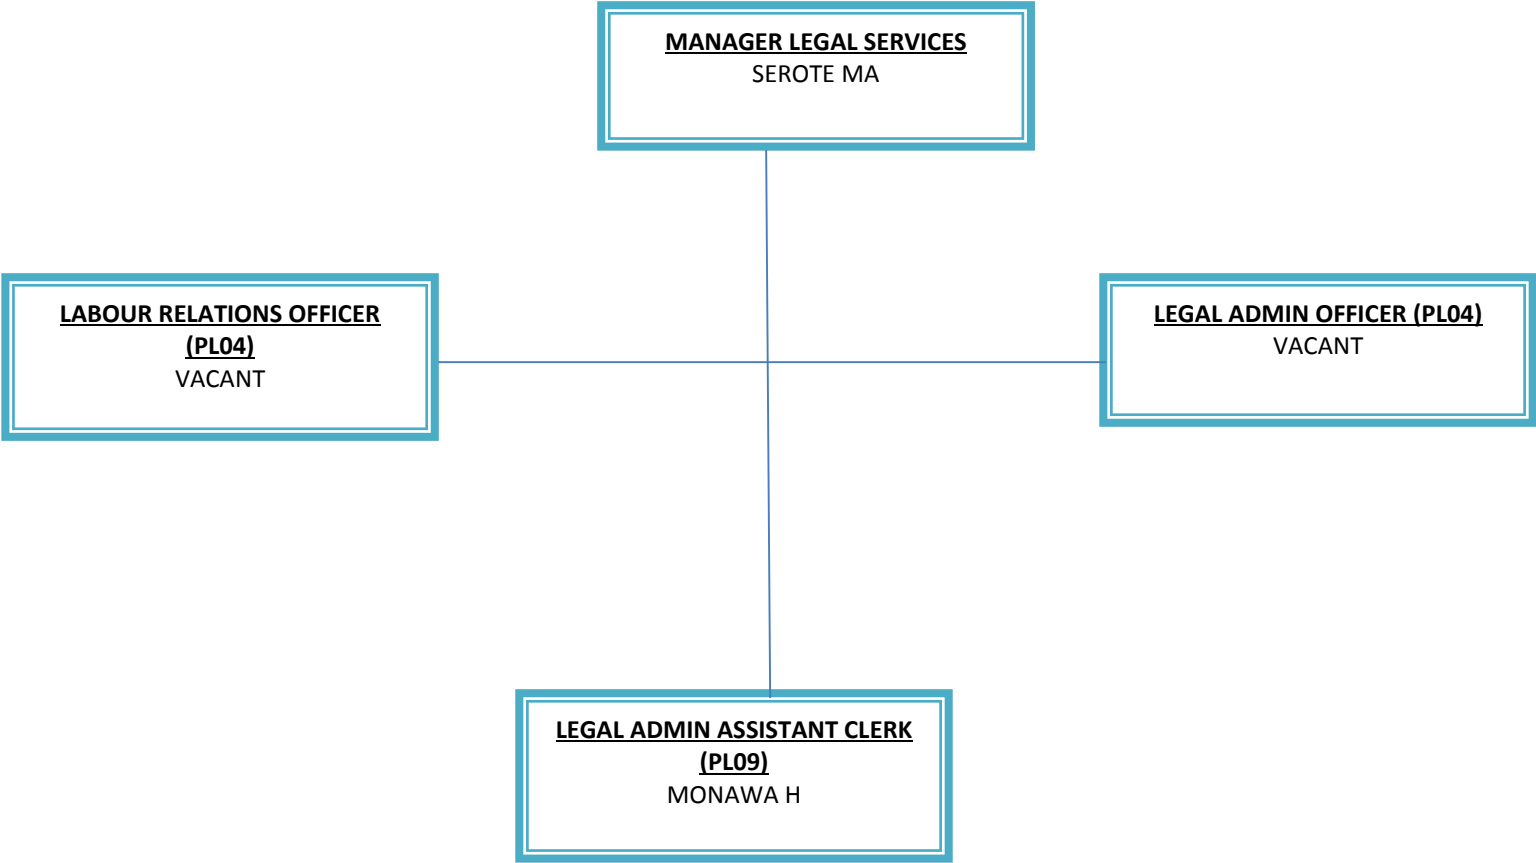 MANAGER LEGAL SERVICES
SEROTE MA
LABOUR RELATIONS OFFICER
(PL04)
VACANT
LEGAL ADMIN OFFICER (PL04)
VACANT
LEGAL ADMIN ASSISTANT CLERK
(PL09)
MONAWA H